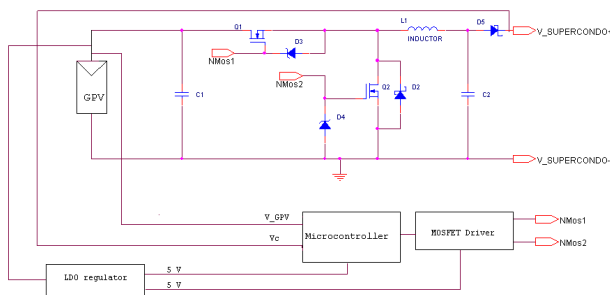 Q1
L1
D5
V_SUPERCONDO+
INDUCTOR
D3
NMos1
NMos2
GPV
C1
Q2
D2
C2
D4
V_SUPERCONDO-
V_GPV
Vc
Microcontroller
MOSFET Driver
NMos1
NMos2
LDO regulator
5 V
5 V